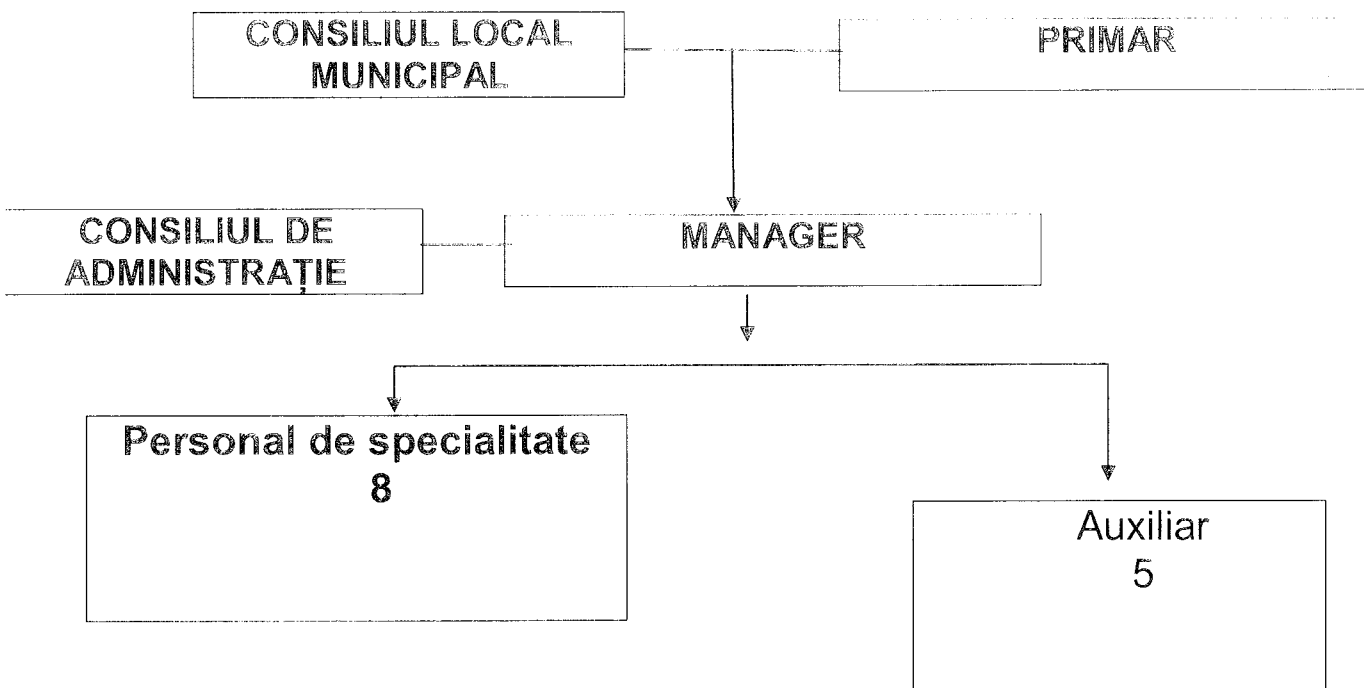 CONSILIUL LOCAL
MUNICIPAL
PRIMAR
CONSILIUL DE
ADMINISTRAȚIE
MANAGER
Personal de specialitate
8
Auxiliar
5